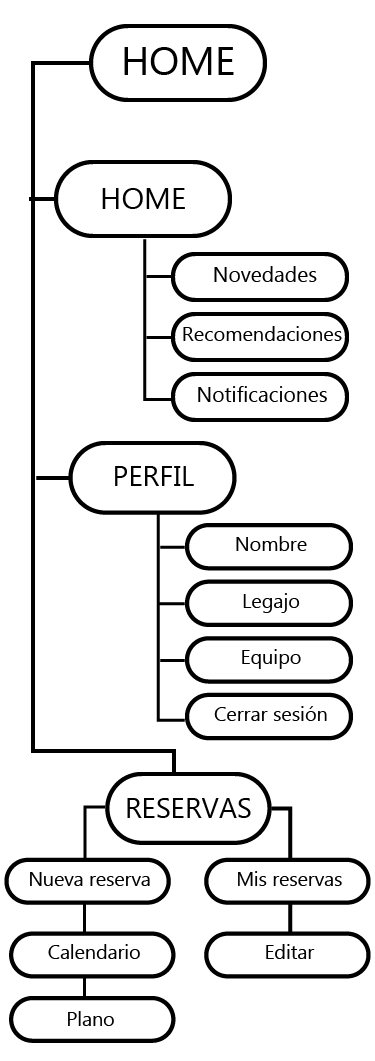 HOME
HOME
Novedades
Recomendaciones
Notificaciones
PERFIL
Nombre
Legajo
Equipo
Cerrar sesión
RESERVAS
Nueva reserva
Calendario
Plano
Mis reservas
Editar